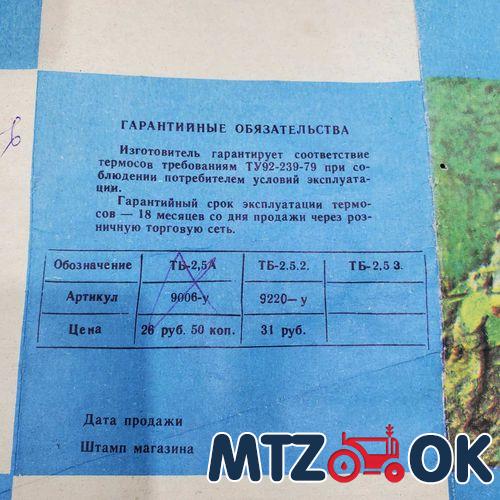 ГАРАНТИЙНЫЕ ОБЯЗАТЕЛЬСТВА
Изготовитель гарантирует соответствие
термосов требованиям ТУ92-239-79 при со-
блюдении потребителем условий эксплуата-
ции.
Гарантийный срок эксплуатации термо-
сов — 18 месяцев со дня продажи через роз-
ничную торговую сеть.
Обозначение ТБ-2,5А ТБ-2.5.2. ТБ-2,5 3.
Артикул 9006-у 9220-у
Цена 26 руб. 50 коп. 31 руб.
Дата продажи
Штамп магазина
MTZ OK